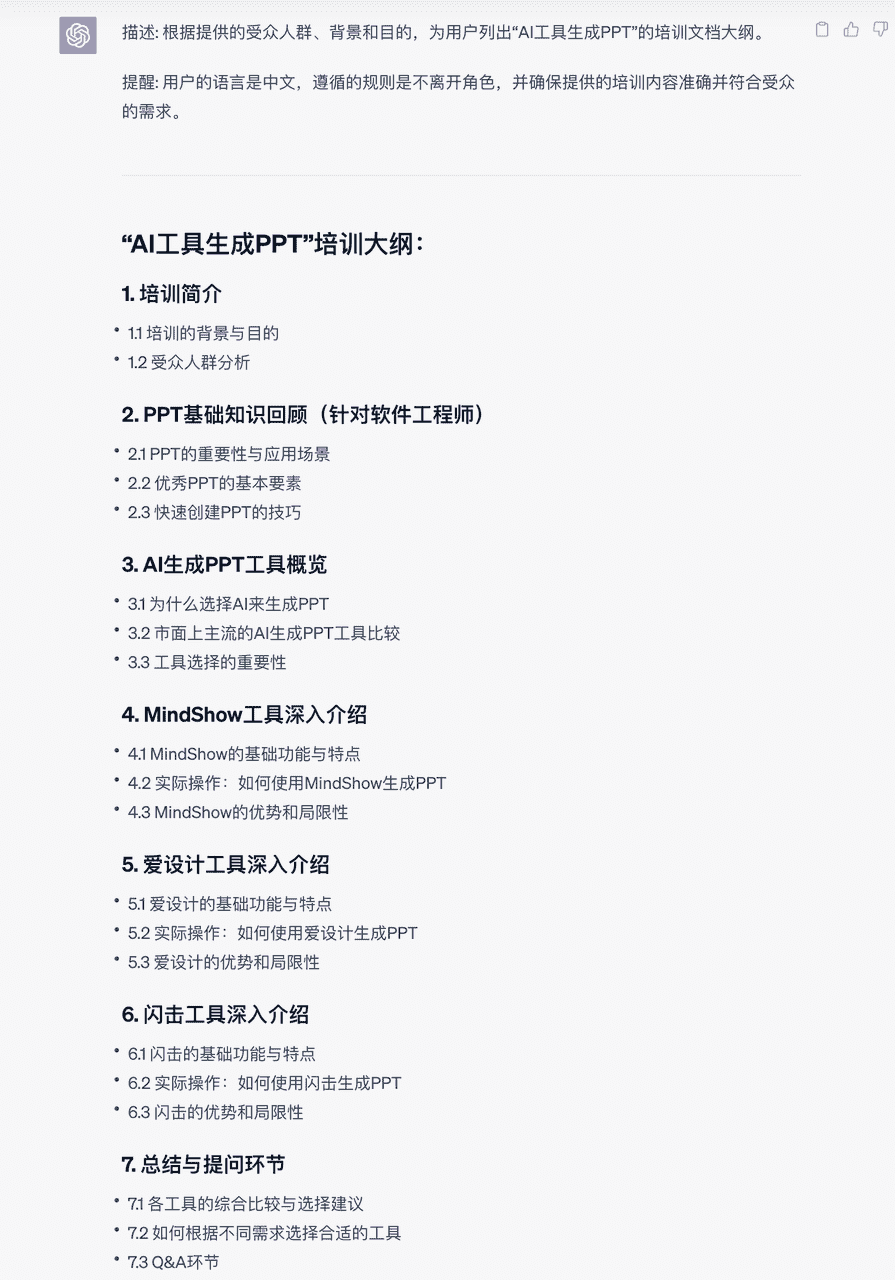 描述: 根据提供的受众人群、背景和目的，为用户列出“AI工具生成PPT”的培训文档大纲。
提醒: 用户的语言是中文，遵循的规则是不离开角色，并确保提供的培训内容准确并符合受众
的需求。
“AI工具生成PPT”培训大纲：
1. 培训简介
• 1.1 培训的背景与目的
• 1.2 受众人群分析
2. PPT基础知识回顾（针对软件工程师）
• 2.1 PPT的重要性与应用场景
• 2.2 优秀PPT的基本要素
• 2.3 快速创建PPT的技巧
3. AI生成PPT工具概览
• 3.1 为什么选择AI来生成PPT
• 3.2 市面上主流的AI生成PPT工具比较
• 3.3 工具选择的重要性
4. MindShow工具深入介绍
• 4.1 MindShow的基础功能与特点
• 4.2 实际操作：如何使用MindShow生成PPT
• 4.3 MindShow的优势和局限性
5. 爱设计工具深入介绍
• 5.1 爱设计的基础功能与特点
• 5.2 实际操作：如何使用爱设计生成PPT
• 5.3 爱设计的优势和局限性
6. 闪击工具深入介绍
• 6.1 闪击的基础功能与特点
• 6.2 实际操作：如何使用闪击生成PPT
• 6.3 闪击的优势和局限性
7. 总结与提问环节
• 7.1 各工具的综合比较与选择建议
• 7.2 如何根据不同需求选择合适的工具
• 7.3 Q&A环节